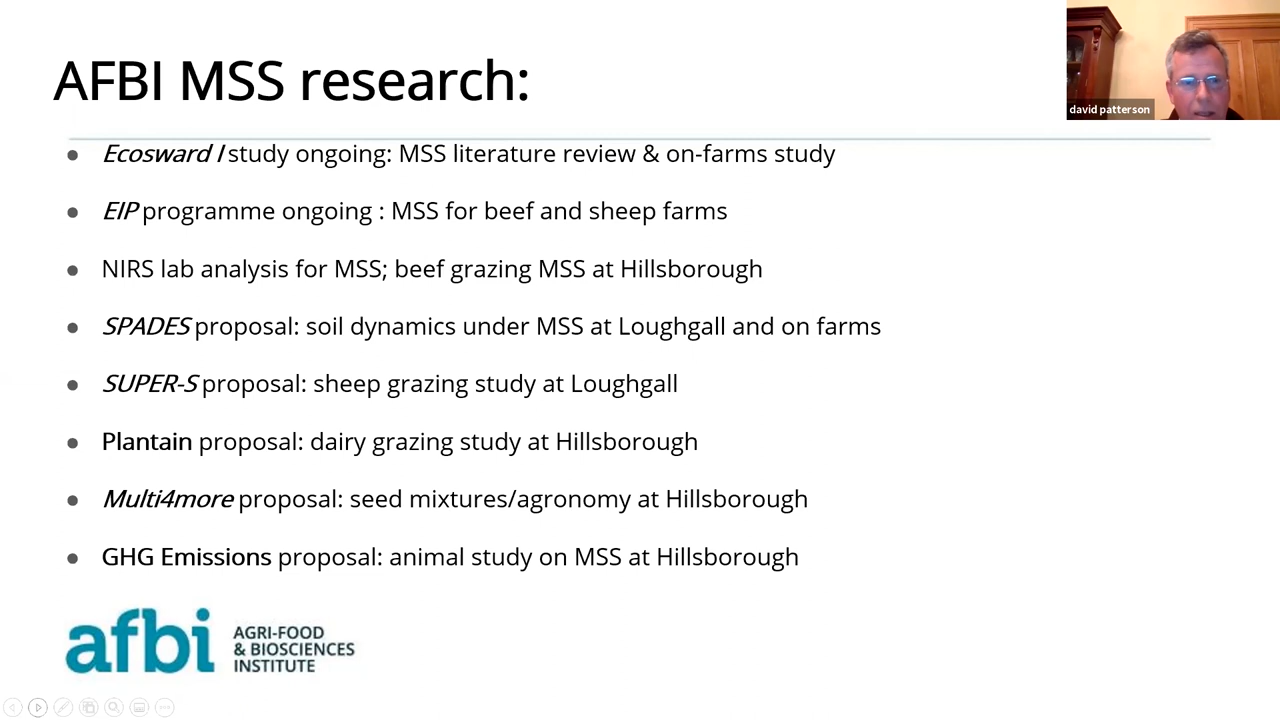 AFBI MSS research:
david patterson
Ecosward I study ongoing: MSS literature review & on-farms study
EIP programme ongoing : MSS for beef and sheep farms
NIRS lab analysis for MSS; beef grazing MSS at Hillsborough
SPADES proposal: soil dynamics under MSS at Loughgall and on farms
SUPER-S proposal: sheep grazing study at Loughgall
Plantain proposal: dairy grazing study at Hillsborough
Multi4more proposal: seed mixtures/agronomy at Hillsborough
GHG Emissions proposal: animal study on MSS at Hillsborough
afbi
AGRI-FOOD
& BIOSCIENCES
INSTITUTE